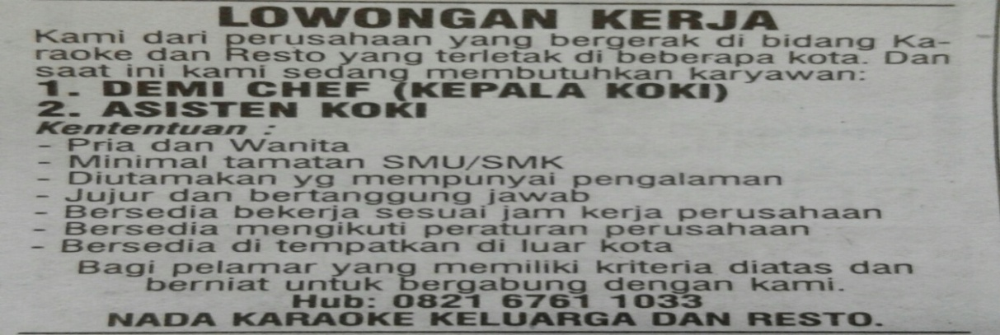 LOWONGAN KERJA
Kami dari perusahaan yang bergerak di bidang Ka-
raoke dan Resto yang terletak di beberapa kota. Dan
saat ini kami sedang membutuhkan karyawan:
1. DEMI CHEF (KEPALA KOKI)
2. ASISTEN KOKI
Kententuan :
- Pria dan Wanita
- Minimal tamatan SMU/SMK
- Diutamakan yg mempunyai pengalaman
- Jujur dan bertanggung jawab
- Bersedia bekerja sesuai jam kerja perusahaan
- Bersedia mengikuti peraturan perusahaan
- Bersedia di tempatkan di luar kota
Bagi pelamar yang memiliki kriteria diatas dan
berniat untuk bergabung dengan kami.
Hub: 0821 6761 1033
NADA KARAOKE KELUARGA DAN RESTO.